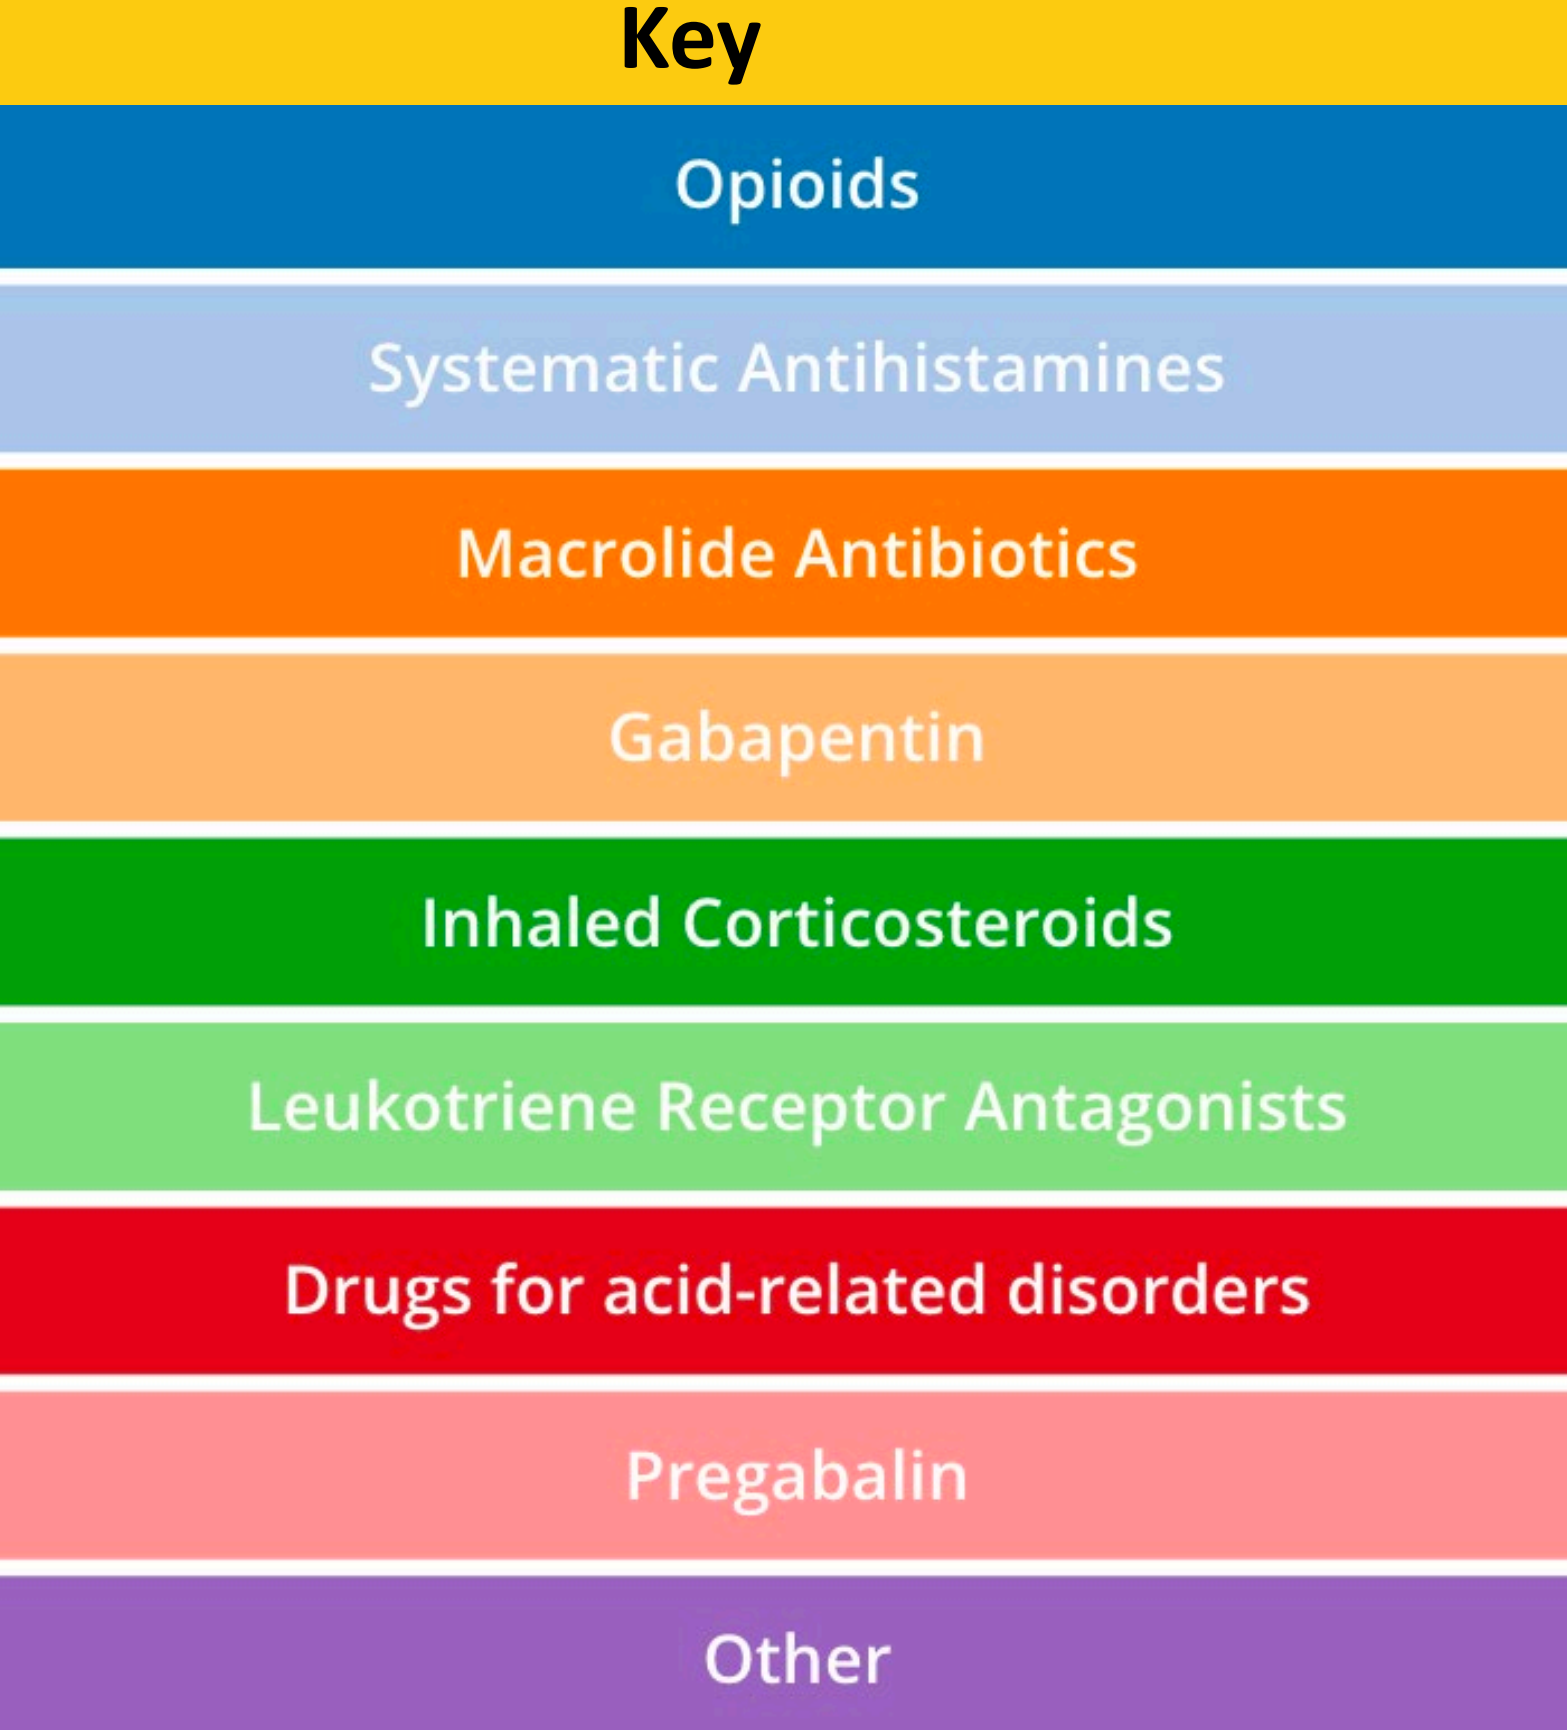 Key
Opioids
Systematic Antihistamines
Macrolide Antibiotics
Gabapentin
Inhaled Corticosteroids
Leukotriene Receptor Antagonists
Drugs for acid-related disorders
Pregabalin
Other